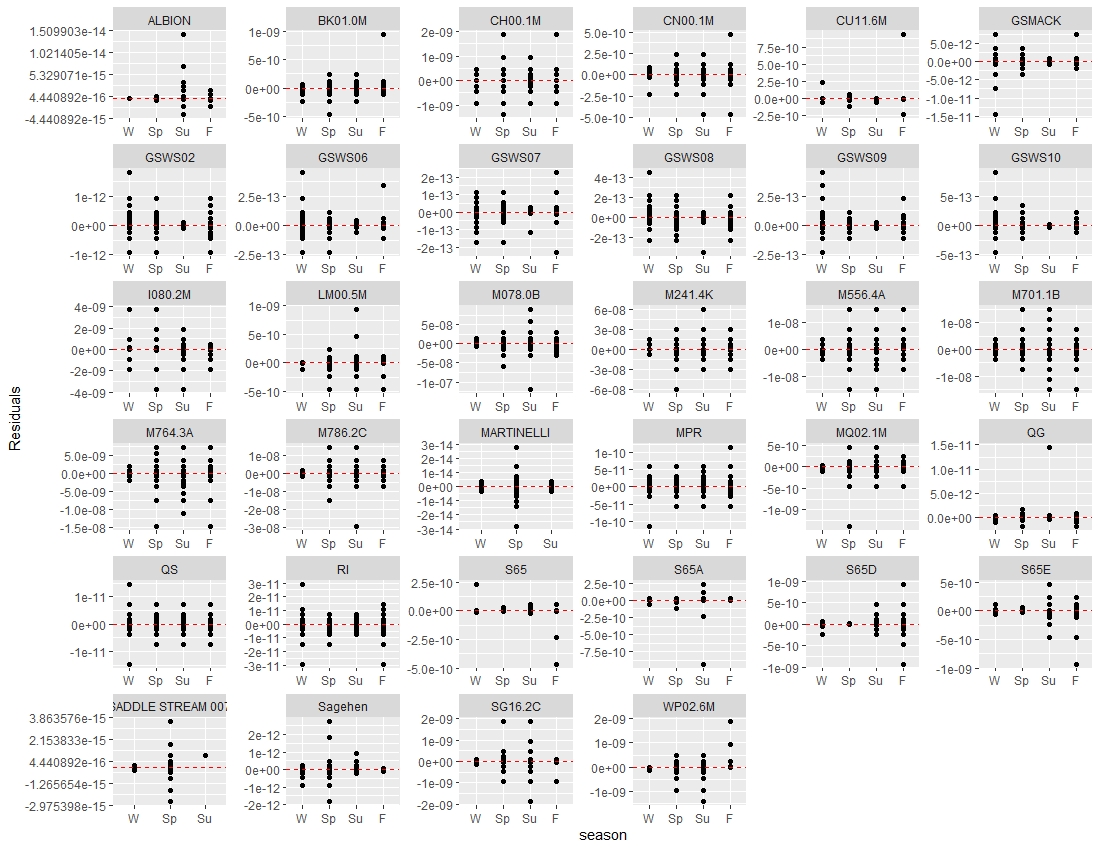 ALBION BK01.0M CH00.1M CN00.1M CU11.6M GSMACK
1.509903e-14 1.021405e-14 5.329071e-15 4.440892e-16 -4.440892e-15
1e-09 5e-10 0e+00 -5e-10
2e-09 1e-09 0e+00 -1e-09
5.0e-10 2.5e-10 0.0e+00 -2.5e-10 -5.0e-10
7.5e-10 5.0e-10 2.5e-10 0.0e+00 -2.5e-10
5.0e-12 0.0e+00 -5.0e-12 -1.0e-11 -1.5e-11
W Sp Su F W Sp Su F W Sp Su F W Sp Su F W Sp Su F W Sp Su F
GSWS02 GSWS06 GSWS07 GSWS08 GSWS09 GSWS10
1e-12 0e+00 -1e-12
2.5e-13 0.0e+00 -2.5e-13
2e-13 1e-13 0e+00 -1e-13 -2e-13
4e-13 2e-13 0e+00 -2e-13
5.0e-13 2.5e-13 0.0e+00 -2.5e-13
5e-13 0e+00 -5e-13
W Sp Su F W Sp Su F W Sp Su F W Sp Su F W Sp Su F W Sp Su F
I080.2M LM00.5M M078.0B M241.4K M556.4A M701.1B
4e-09 2e-09 0e+00 -2e-09 -4e-09
1e-09 5e-10 0e+00 -5e-10
5e-08 0e+00 -5e-08 -1e-07
6e-08 3e-08 0e+00 -3e-08 -6e-08
1e-08 0e+00 -1e-08
1e-08 0e+00 -1e-08
W Sp Su F W Sp Su F W Sp Su F W Sp Su F W Sp Su F W Sp Su F
Residuals
M764.3A M786.2C MARTINELLI MPR MQ02.1M QG
5.0e-09 0.0e+00 -5.0e-09 -1.0e-08 -1.5e-08
1e-08 0e+00 -1e-08 -2e-08 -3e-08
3e-14 2e-14 1e-14 0e+00 -1e-14 -2e-14 -3e-14
1e-10 5e-11 0e+00 -5e-11 -1e-10
5e-10 0e+00 -5e-10 -1e-09
1.5e-11 1.0e-11 5.0e-12 0.0e+00
W Sp Su F W Sp Su F W Sp Su W Sp Su F W Sp Su F W Sp Su F
QS RI S65 S65A S65D S65E
1e-11 0e+00 -1e-11
3e-11 2e-11 1e-11 0e+00 -1e-11 -2e-11 -3e-11
2.5e-10 0.0e+00 -2.5e-10 -5.0e-10
2.5e-10 0.0e+00 -2.5e-10 -5.0e-10 -7.5e-10
1e-09 5e-10 0e+00 -5e-10 -1e-09
5e-10 0e+00 -5e-10 -1e-09
W Sp Su F W Sp Su F W Sp Su F W Sp Su F W Sp Su F W Sp Su F
SADDLE STREAM 007 Sagehen SG16.2C WP02.6M
3.863576e-15 2.153833e-15 4.440892e-16 -1.265654e-15 -2.975398e-15
2e-12 1e-12 0e+00 -1e-12 -2e-12
2e-09 1e-09 0e+00 -1e-09 -2e-09
2e-09 1e-09 0e+00 -1e-09
W Sp Su W Sp Su F W Sp Su F W Sp Su F
season